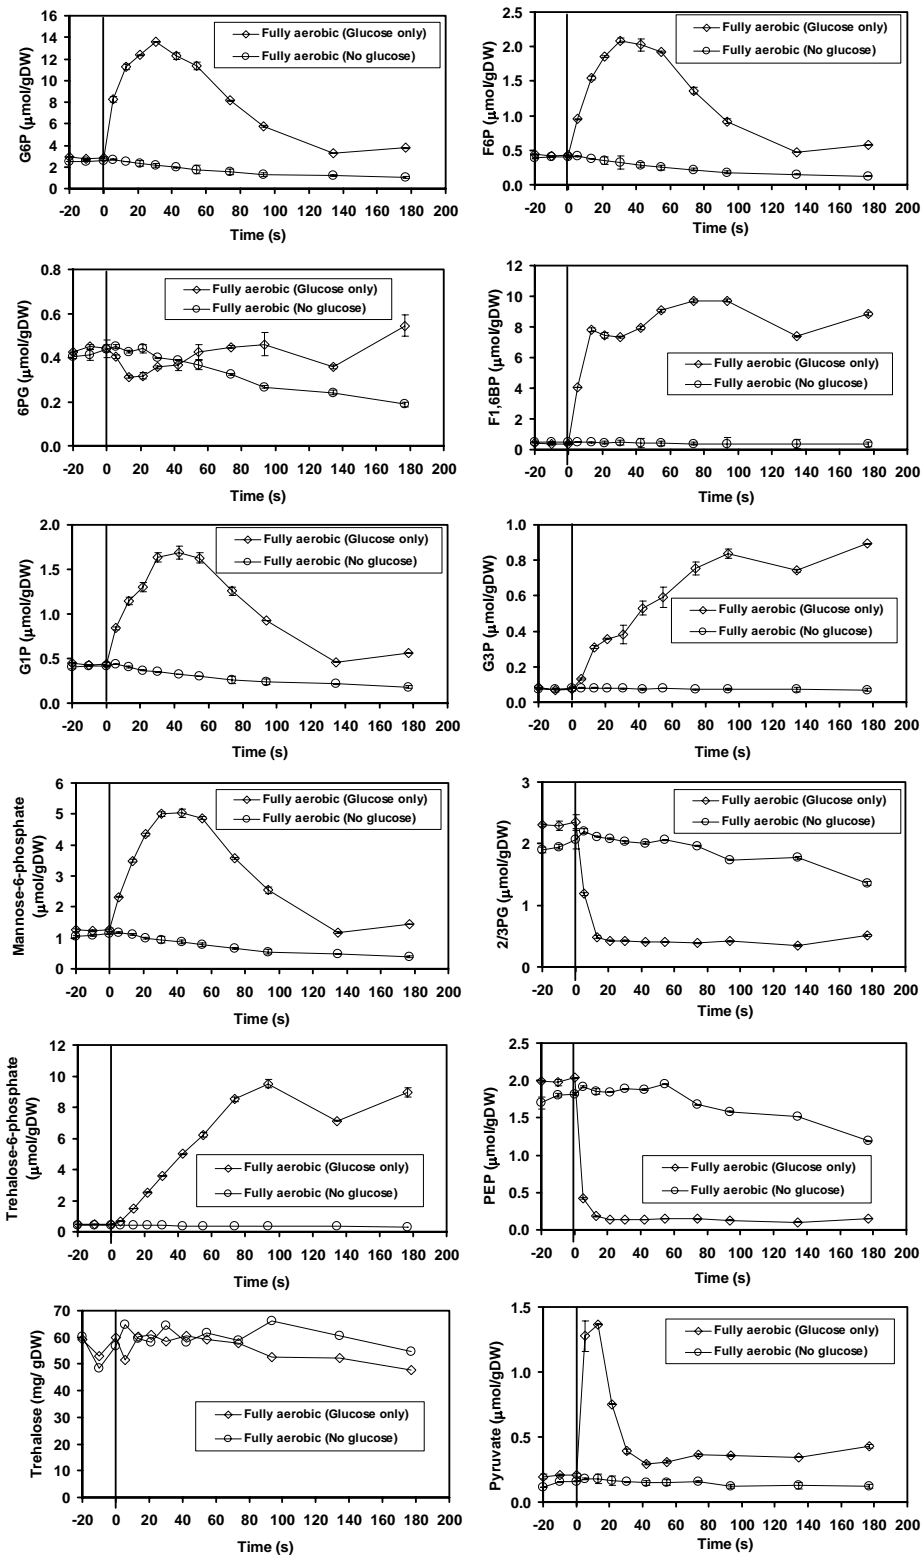 G6P (μmol/gDW)
16
14
12
10
8
6
4
2
0
Fully aerobic (Glucose only)
Fully aerobic (No glucose)
-20 0 20 40 60 80 100 120 140 160 180 200
Time (s)
F6P (μmol/gDW)
2.5
2.0
1.5
1.0
0.5
0.0
Fully aerobic (Glucose only)
Fully aerobic (No glucose)
-20 0 20 40 60 80 100 120 140 160 180 200
Time (s)
6PG (μmol/gDW)
0.8
0.6
0.4
0.2
0.0
Fully aerobic (Glucose only)
Fully aerobic (No glucose)
-20 0 20 40 60 80 100 120 140 160 180 200
Time (s)
F1,6BP (μmol/gDW)
12
10
8
6
4
2
0
Fully aerobic (Glucose only)
Fully aerobic (No glucose)
-20 0 20 40 60 80 100 120 140 160 180 200
Time (s)
G1P (μmol/gDW)
2.0
1.5
1.0
0.5
0.0
Fully aerobic (Glucose only)
Fully aerobic (No glucose)
-20 0 20 40 60 80 100 120 140 160 180 200
Time (s)
G3P (μmol/gDW)
1.0
0.8
0.6
0.4
0.2
0.0
Fully aerobic (Glucose only)
Fully aerobic (No glucose)
-20 0 20 40 60 80 100 120 140 160 180 200
Time (s)
Mannose-6-phosphate
(μmol/gDW)
6
5
4
3
2
1
0
Fully aerobic (Glucose only)
Fully aerobic (No glucose)
-20 0 20 40 60 80 100 120 140 160 180 200
Time (s)
2/3PG (μmol/gDW)
3
2
1
0
Fully aerobic (Glucose only)
Fully aerobic (No glucose)
-20 0 20 40 60 80 100 120 140 160 180 200
Time (s)
Trehalose-6-phosphate
(μmol/gDW)
12
10
8
6
4
2
0
Fully aerobic (Glucose only)
Fully aerobic (No glucose)
-20 0 20 40 60 80 100 120 140 160 180 200
Time (s)
PEP (μmol/gDW)
2.5
2.0
1.5
1.0
0.5
0.0
Fully aerobic (Glucose only)
Fully aerobic (No glucose)
-20 0 20 40 60 80 100 120 140 160 180 200
Time (s)
Trehalose (mg/ gDW)
70
60
50
40
30
20
10
0
Fully aerobic (Glucose only)
Fully aerobic (No glucose)
-20 0 20 40 60 80 100 120 140 160 180 200
Time (s)
Pyruvate (μmol/gDW)
1.5
1.0
0.5
0.0
Fully aerobic (Glucose only)
Fully aerobic (No glucose)
-20 0 20 40 60 80 100 120 140 160 180 200
Time (s)